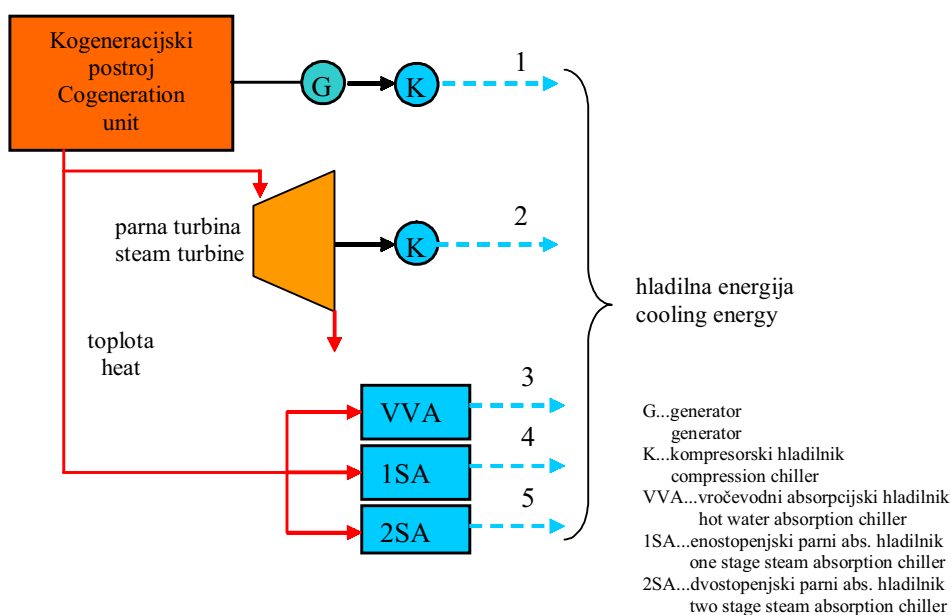 Kogeneracijski
postroj
Cogeneration
unit
G
K
1
parna turbina
steam turbine
K
2
toplota
heat
hladilna energija
cooling energy
VVA
3
1SA
4
2SA
5
G...generator
generator
K...kompresorski hladilnik
compression chiller
VVA...vročevodni absorpcijski hladilnik
hot water absorption chiller
1SA...enostopenjski parni abs. hladilnik
one stage steam absorption chiller
2SA...dvostopenjski parni abs. hladilnik
two stage steam absorption chiller